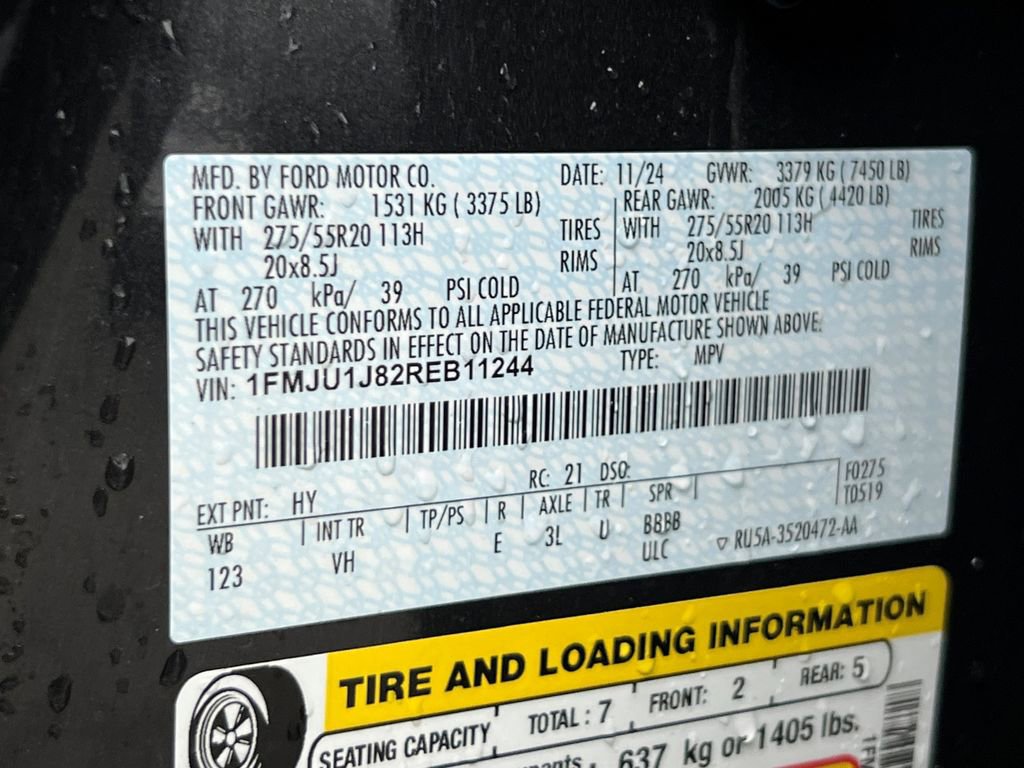 MFD. BY FORD MOTOR CO. DATE: 11/24 GVWR: 3379 KG ( 7450 LB)
FRONT GAWR: 1531 KG ( 3375 LB) REAR GAWR: 2005 KG ( 4420 LB)
WITH 275/55R20 113H TIRES WITH 275/55R20 113H TIRES
20x8.5J RIMS 20x8.5J RIMS
AT 270 kPa/ 39 PSI COLD AT 270 kPa/ 39 PSI COLD
THIS VEHICLE CONFORMS TO ALL APPLICABLE FEDERAL MOTOR VEHICLE
SAFETY STANDARDS IN EFFECT ON THE DATE OF MANUFACTURE SHOWN ABOVE.
VIN: 1FMJU1J82REB11244 TYPE: MPV
RC: 21 DSO:
EXT PNT: HY F0275
T0519
WB INT TR TP/PS R AXLE TR SPR
123 VH E 3L U BBBB
ULC
RU5A-3520472-AA
TIRE AND LOADING INFORMATION
SEATING CAPACITY TOTAL : 7 FRONT: 2 REAR: 5
637 kg or 1405 lbs.